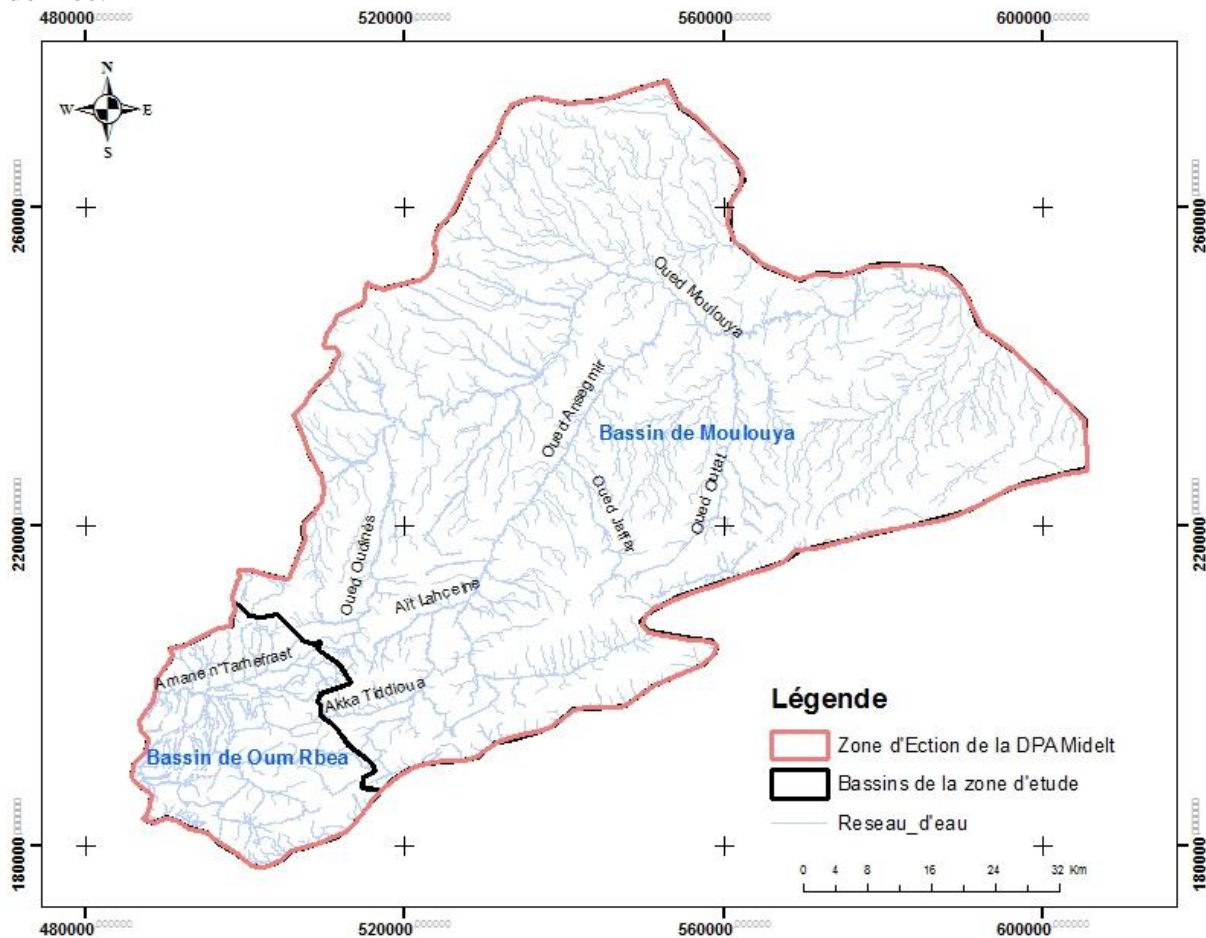 480000 520000 560000 600000
N
W E
S
260000 260000
Oued Moulouya
Oued Ansegmir
Bassin de Moulouya
Oued Outat
Oued Jaffar
220000 220000
Oued Oudinès
Aït Lahceine
Amane n'Tarhefrast
Akka Tiddioua
Bassin de Oum Rbea
Légende
Zone d'Ection de la DPA Midelt
Bassins de la zone d'etude
Reseau_d'eau
0 4 8 16 24 32 Km
180000 180000
480000 520000 560000 600000